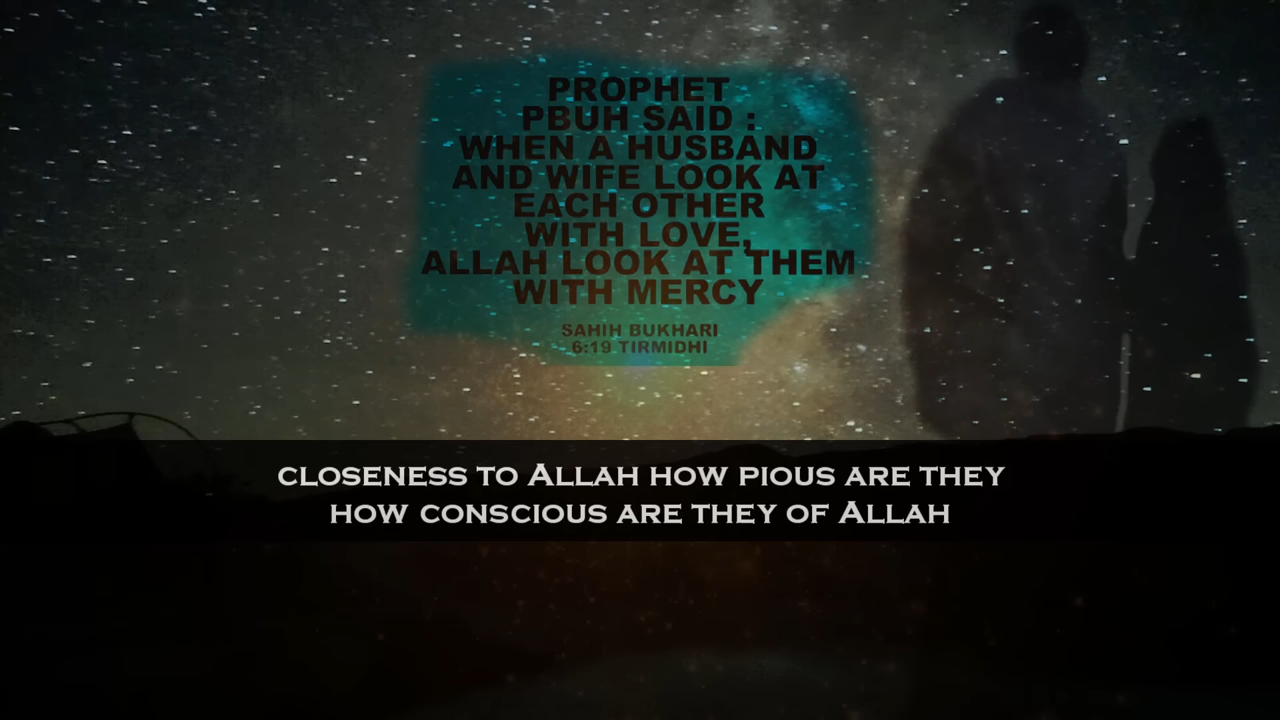 PROPHET
PBUH SAID :
WHEN A HUSBAND
AND WIFE LOOK AT
EACH OTHER
WITH LOVE,
ALLAH LOOK AT THEM
WITH MERCY
SAHIH BUKHARI
6:19 TIRMIDHI
CLOSENESS TO ALLAH HOW PIOUS ARE THEY
HOW CONSCIOUS ARE THEY OF ALLAH